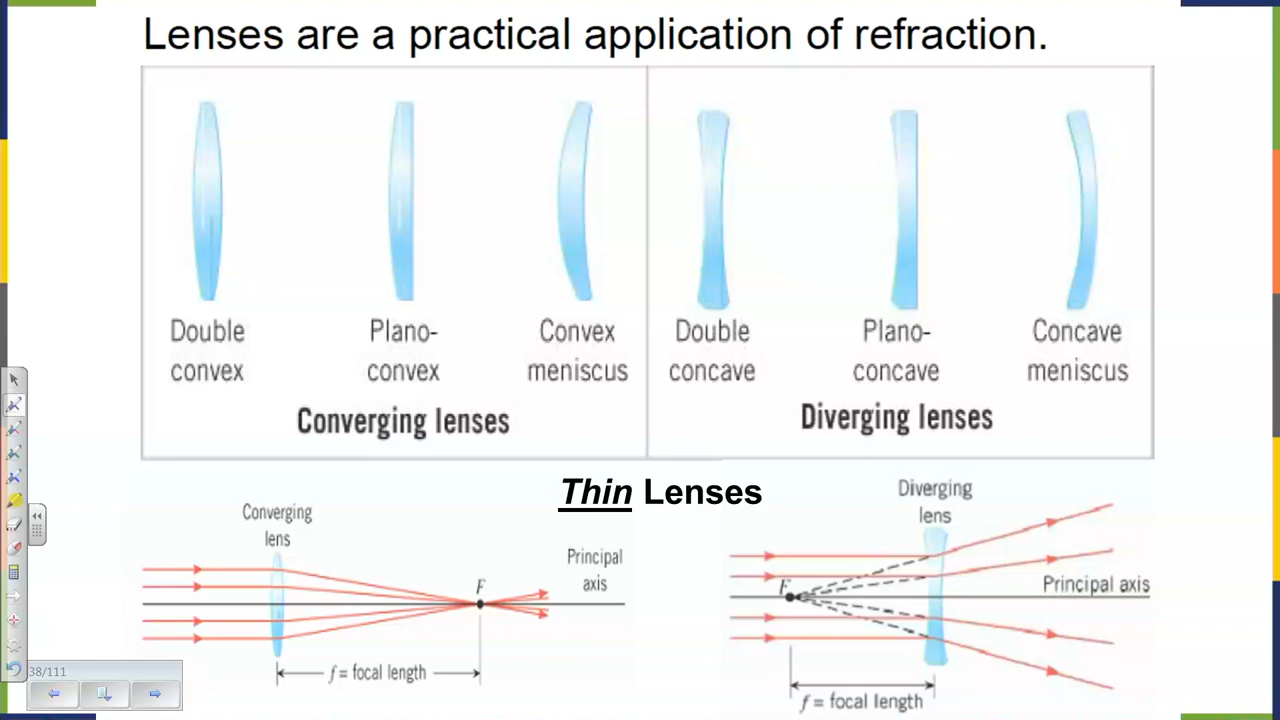 Lenses are a practical application of refraction.
Double
convex
Plano-
convex
Convex
meniscus
Converging lenses
Double
concave
Plano-
concave
Concave
meniscus
Diverging lenses
Thin Lenses
Converging
lens
F
Principal
axis
f = focal length
Diverging
lens
F
Principal axis
f = focal length
38/111